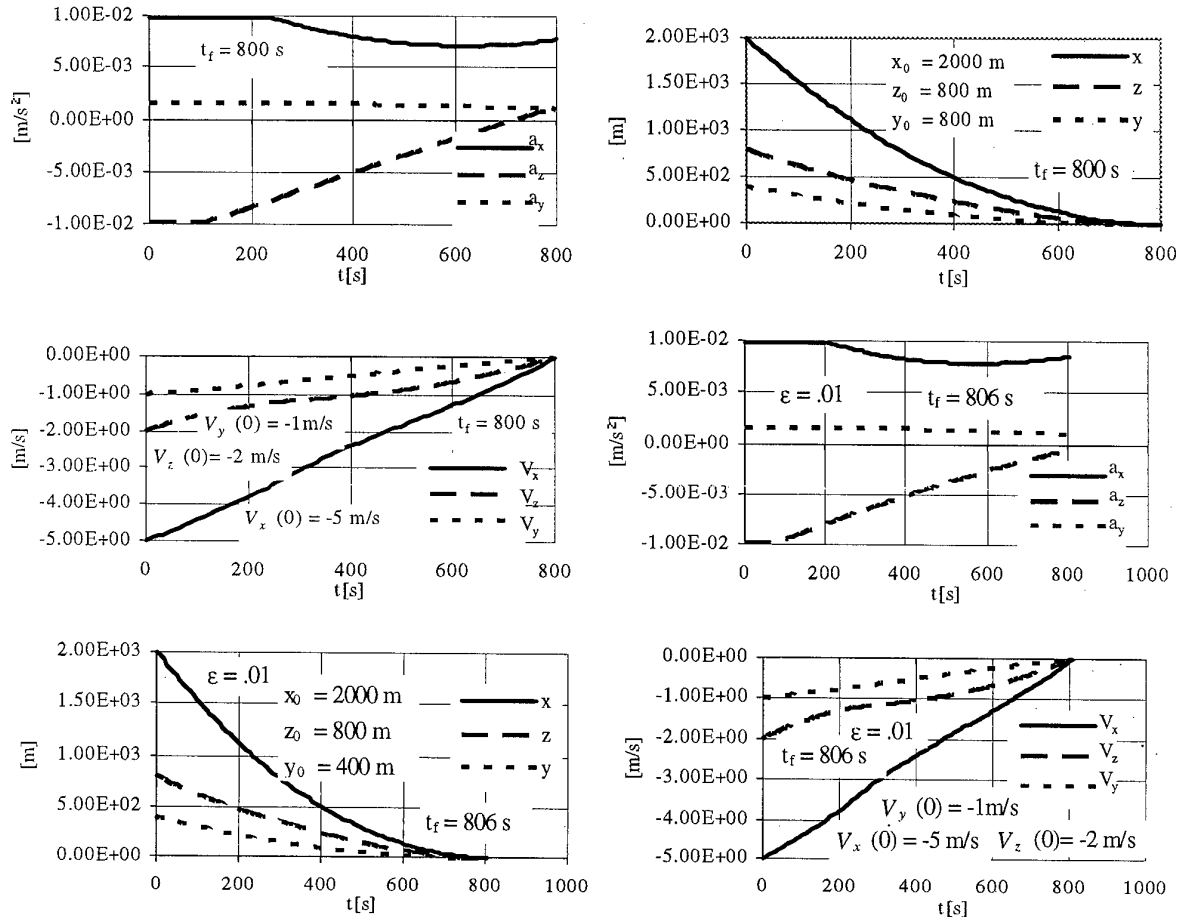 1.00E-02
5.00E-03
0.00E+00
-5.00E-03
-1.00E-02
[m/s²]
t_f = 800 s
a_x
a_z
a_y
0 200 400 600 800
t[s]
2.00E+03
1.50E+03
1.00E+03
5.00E+02
0.00E+00
[m]
x_0 = 2000 m
z_0 = 800 m
y_0 = 800 m
x
z
y
t_f = 800 s
0 200 400 600 800
t[s]
0.00E+00
-1.00E+00
-2.00E+00
-3.00E+00
-4.00E+00
-5.00E+00
[m/s]
V_y (0) = -1m/s
t_f = 800 s
V_z (0)= -2 m/s
V_x (0) = -5 m/s
V_x
V_z
V_y
0 200 400 600 800
t[s]
1.00E-02
5.00E-03
0.00E+00
-5.00E-03
-1.00E-02
[m/s²]
ε = .01
t_f = 806 s
a_x
a_z
a_y
0 200 400 600 800 1000
t[s]
2.00E+03
1.50E+03
1.00E+03
5.00E+02
0.00E+00
[m]
ε = .01
x_0 = 2000 m
z_0 = 800 m
y_0 = 400 m
x
z
y
t_f = 806 s
0 200 400 600 800 1000
t[s]
0.00E+00
-1.00E+00
-2.00E+00
-3.00E+00
-4.00E+00
-5.00E+00
[m/s]
ε = .01
t_f = 806 s
V_x
V_z
V_y
V_y (0) = -1m/s
V_x (0) = -5 m/s V_z (0)= -2 m/s
0 200 400 600 800 1000
t[s]